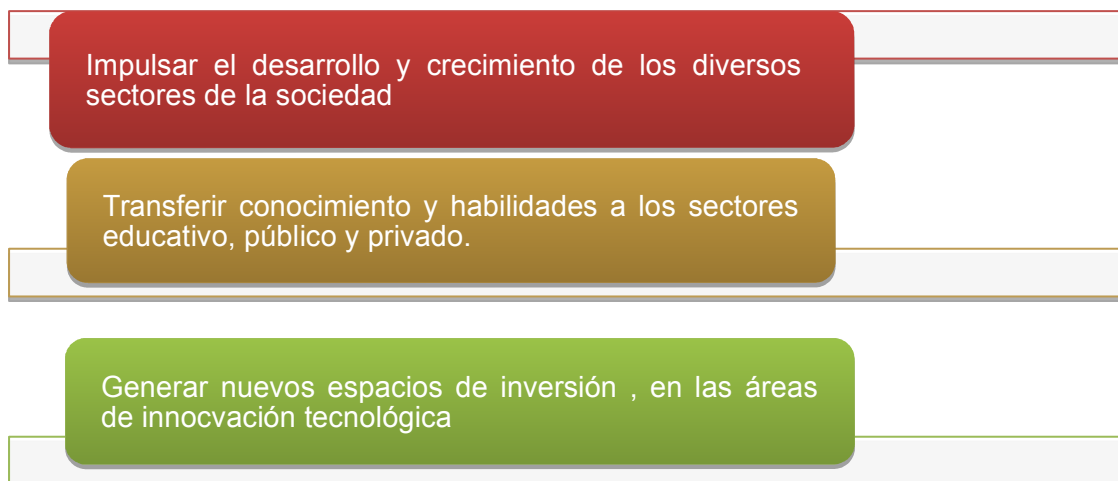 Impulsar el desarrollo y crecimiento de los diversos
sectores de la sociedad
Transferir conocimiento y habilidades a los sectores
educativo, público y privado.
Generar nuevos espacios de inversión , en las áreas
de innocvación tecnológica